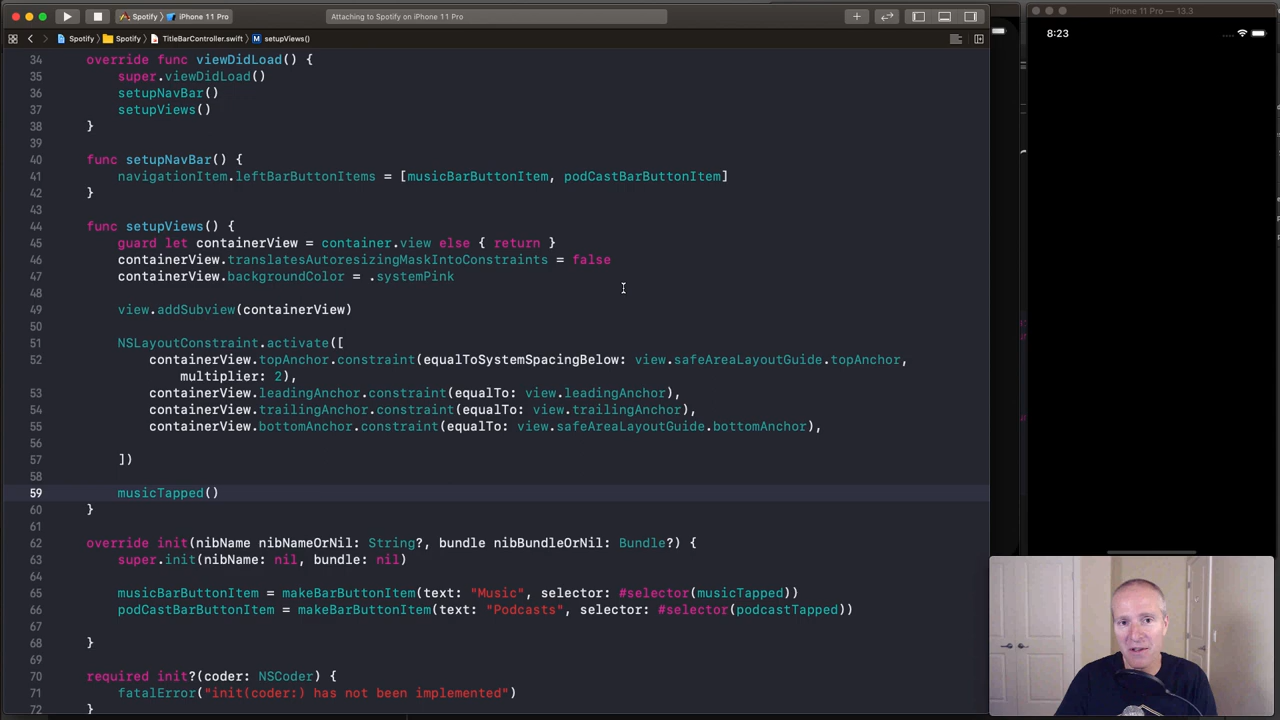 Spotify
iPhone 11 Pro
Attaching to Spotify on iPhone 11 Pro
iPhone 11 Pro — 13.3
Spotify
Spotify
TitleBarController.swift
M
setupViews()
8:23
34 override func viewDidLoad() {
35 super.viewDidLoad()
36 setupNavBar()
37 setupViews()
38 }
39
40 func setupNavBar() {
41 navigationItem.leftBarButtonItems = [musicBarButtonItem, podCastBarButtonItem]
42 }
43
44 func setupViews() {
45 guard let containerView = container.view else { return }
46 containerView.translatesAutoresizingMaskIntoConstraints = false
47 containerView.backgroundColor = .systemPink
48
49 view.addSubview(containerView)
50
51 NSLayoutConstraint.activate([
52 containerView.topAnchor.constraint(equalToSystemSpacingBelow: view.safeAreaLayoutGuide.topAnchor,
multiplier: 2),
53 containerView.leadingAnchor.constraint(equalTo: view.leadingAnchor),
54 containerView.trailingAnchor.constraint(equalTo: view.trailingAnchor),
55 containerView.bottomAnchor.constraint(equalTo: view.safeAreaLayoutGuide.bottomAnchor),
56
57 ])
58
59 musicTapped()
60 }
61
62 override init(nibName nibNameOrNil: String?, bundle nibBundleOrNil: Bundle?) {
63 super.init(nibName: nil, bundle: nil)
64
65 musicBarButtonItem = makeBarButtonItem(text: "Music", selector: #selector(musicTapped))
66 podCastBarButtonItem = makeBarButtonItem(text: "Podcasts", selector: #selector(podcastTapped))
67
68 }
69
70 required init?(coder: NSCoder) {
71 fatalError("init(coder:) has not been implemented")
72 }